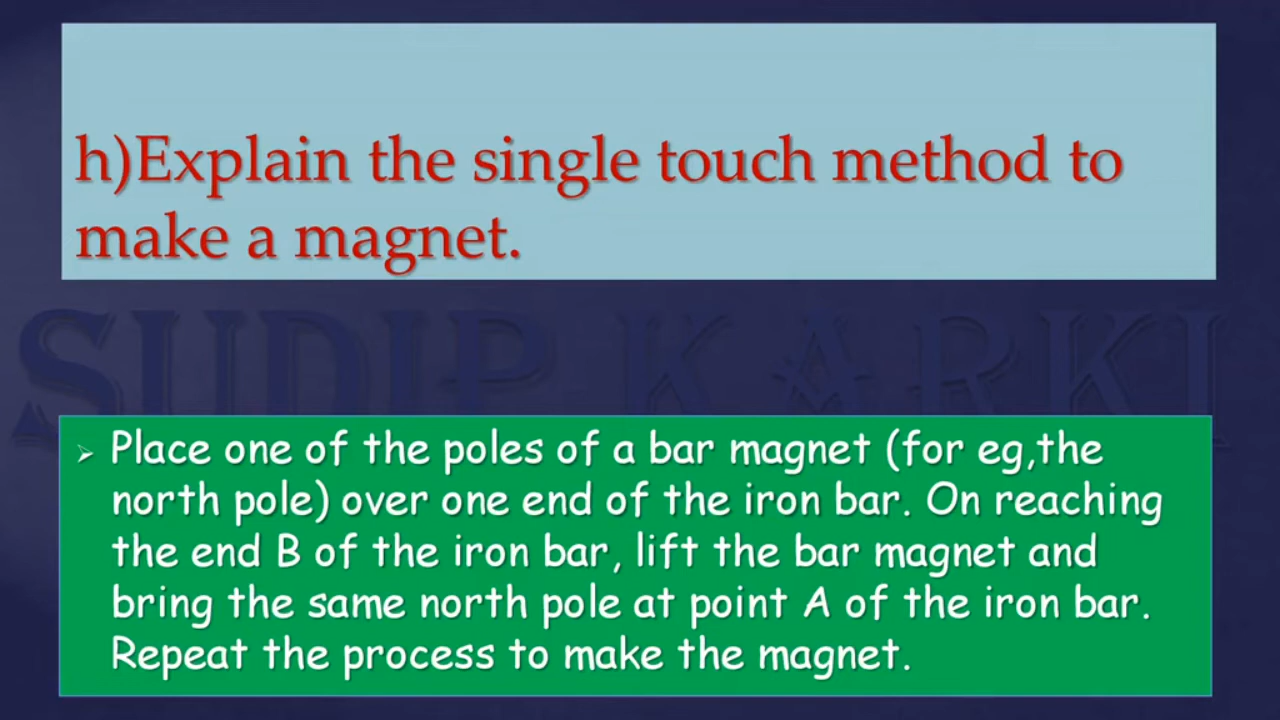 h)Explain the single touch method to
make a magnet.
SUDIP KARKI
➢ Place one of the poles of a bar magnet (for eg,the
north pole) over one end of the iron bar. On reaching
the end B of the iron bar, lift the bar magnet and
bring the same north pole at point A of the iron bar.
Repeat the process to make the magnet.